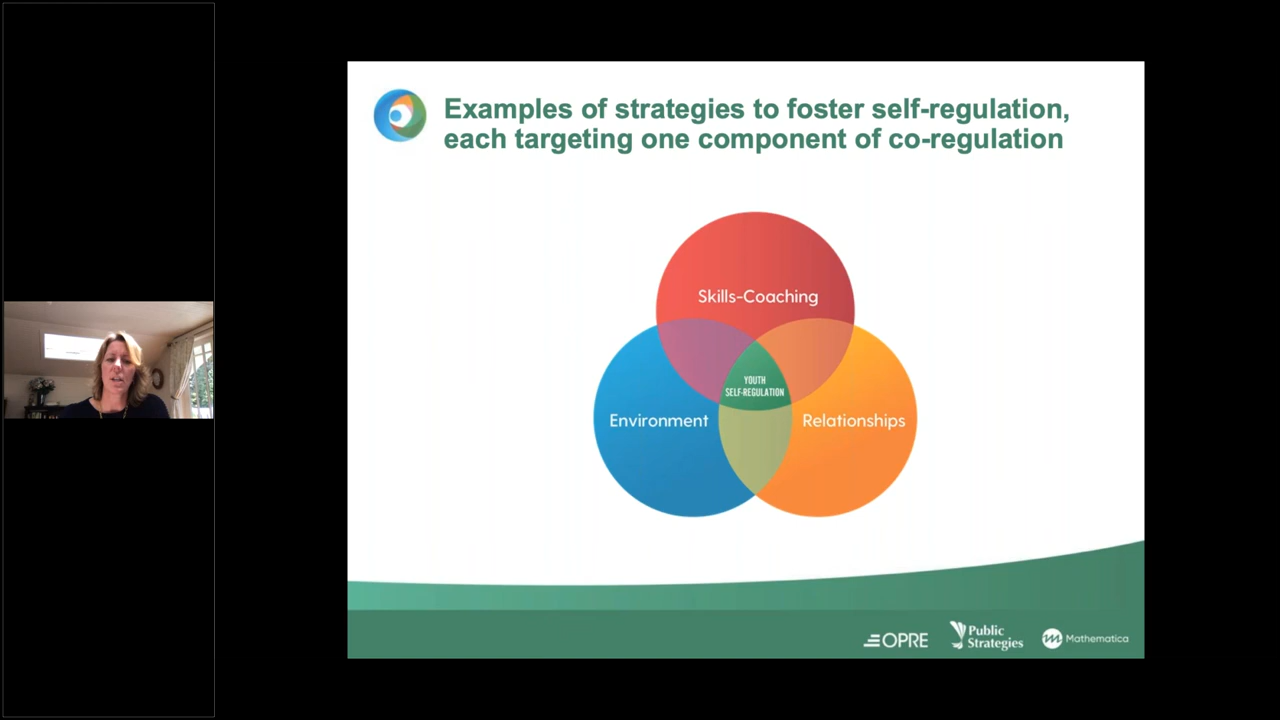 Examples of strategies to foster self-regulation,
each targeting one component of co-regulation
Skills-Coaching
YOUTH
SELF-REGULATION
Environment
Relationships
OPRE
Public
Strategies
m
Mathematica